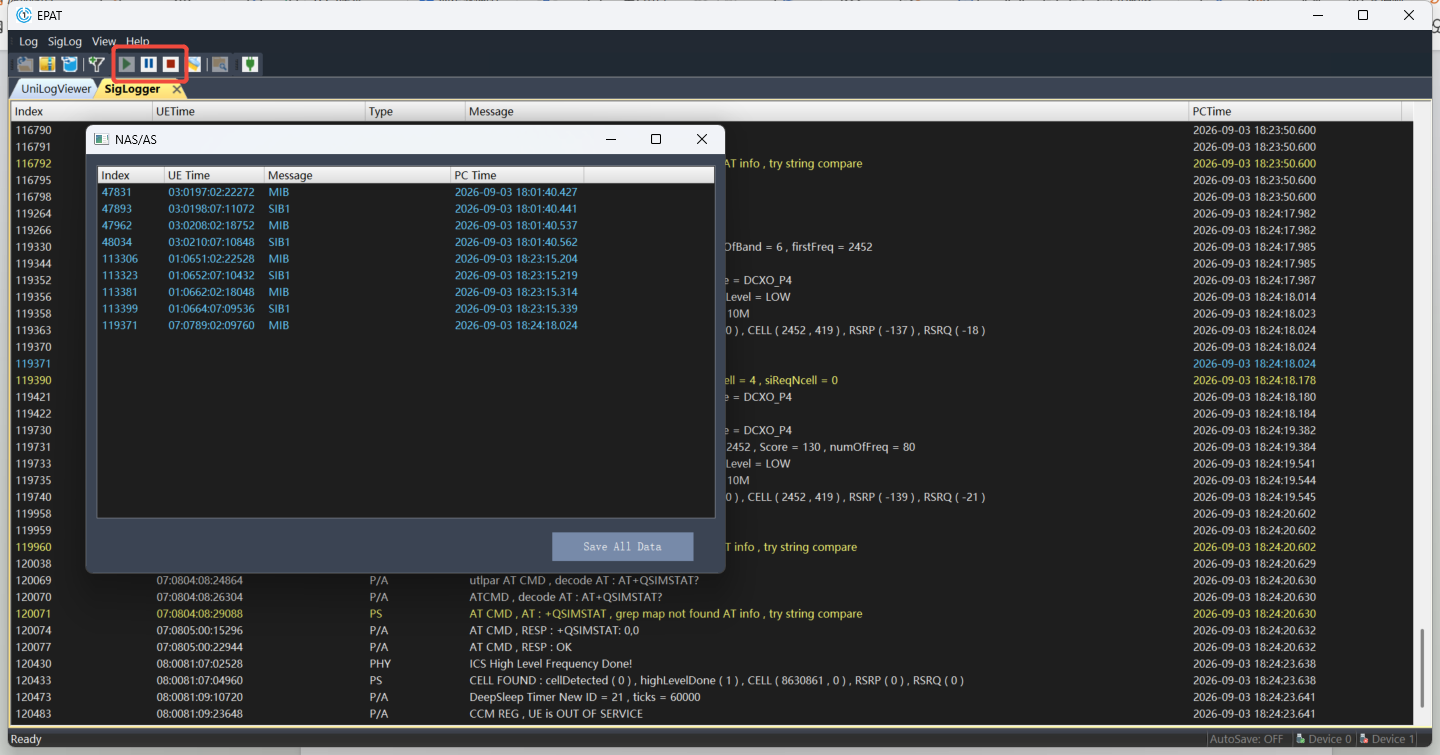 EPAT
Log SigLog View Help
UniLogViewer SigLogger
Index UETime Type Message PCTime
116790 2026-09-03 18:23:50.600
116791 2026-09-03 18:23:50.600
116792 AT info , try string compare 2026-09-03 18:23:50.600
116795 2026-09-03 18:23:50.600
116798 2026-09-03 18:23:50.600
119264 2026-09-03 18:24:17.982
119266 2026-09-03 18:24:17.982
119330 OfBand = 6 , firstFreq = 2452 2026-09-03 18:24:17.985
119344 2026-09-03 18:24:17.985
119352 = DCXO_P4 2026-09-03 18:24:17.987
119356 Level = LOW 2026-09-03 18:24:18.014
119358 10M 2026-09-03 18:24:18.023
119363 0 ) , CELL ( 2452 , 419 ) , RSRP ( -137 ) , RSRQ ( -18 ) 2026-09-03 18:24:18.024
119370 2026-09-03 18:24:18.024
119371 2026-09-03 18:24:18.024
119390 ell = 4 , siReqNcell = 0 2026-09-03 18:24:18.178
119421 = DCXO_P4 2026-09-03 18:24:18.180
119422 2026-09-03 18:24:18.184
119730 = DCXO_P4 2026-09-03 18:24:19.382
119731 2452 , Score = 130 , numOfFreq = 80 2026-09-03 18:24:19.384
119733 Level = LOW 2026-09-03 18:24:19.541
119735 10M 2026-09-03 18:24:19.544
119740 0 ) , CELL ( 2452 , 419 ) , RSRP ( -139 ) , RSRQ ( -21 ) 2026-09-03 18:24:19.545
119958 2026-09-03 18:24:20.602
119959 2026-09-03 18:24:20.602
119960 T info , try string compare 2026-09-03 18:24:20.602
120038 2026-09-03 18:24:20.629
120069 07:0804:08:24864 P/A utlpar AT CMD , decode AT : AT+QSIMSTAT? 2026-09-03 18:24:20.630
120070 07:0804:08:26304 P/A ATCMD , decode AT : AT+QSIMSTAT? 2026-09-03 18:24:20.630
120071 07:0804:08:29088 PS AT CMD , AT : +QSIMSTAT , grep map not found AT info , try string compare 2026-09-03 18:24:20.630
120074 07:0805:00:15296 P/A AT CMD , RESP : +QSIMSTAT: 0,0 2026-09-03 18:24:20.632
120077 07:0805:00:22944 P/A AT CMD , RESP : OK 2026-09-03 18:24:20.632
120430 08:0081:07:02528 PHY ICS High Level Frequency Done! 2026-09-03 18:24:23.638
120433 08:0081:07:04960 PS CELL FOUND : cellDetected ( 0 ) , highLevelDone ( 1 ) , CELL ( 8630861 , 0 ) , RSRP ( 0 ) , RSRQ ( 0 ) 2026-09-03 18:24:23.638
120473 08:0081:09:10720 P/A DeepSleep Timer New ID = 21 , ticks = 60000 2026-09-03 18:24:23.641
120483 08:0081:09:23648 P/A CCM REG , UE is OUT OF SERVICE 2026-09-03 18:24:23.641
NAS/AS
Index UE Time Message PC Time
47831 03:0197:02:22272 MIB 2026-09-03 18:01:40.427
47893 03:0198:07:11072 SIB1 2026-09-03 18:01:40.441
47962 03:0208:02:18752 MIB 2026-09-03 18:01:40.537
48034 03:0210:07:10848 SIB1 2026-09-03 18:01:40.562
113306 01:0651:02:22528 MIB 2026-09-03 18:23:15.204
113323 01:0652:07:10432 SIB1 2026-09-03 18:23:15.219
113381 01:0662:02:18048 MIB 2026-09-03 18:23:15.314
113399 01:0664:07:09536 SIB1 2026-09-03 18:23:15.339
119371 07:0789:02:09760 MIB 2026-09-03 18:24:18.024
Save All Data
Ready AutoSave: OFF Device 0 Device 1